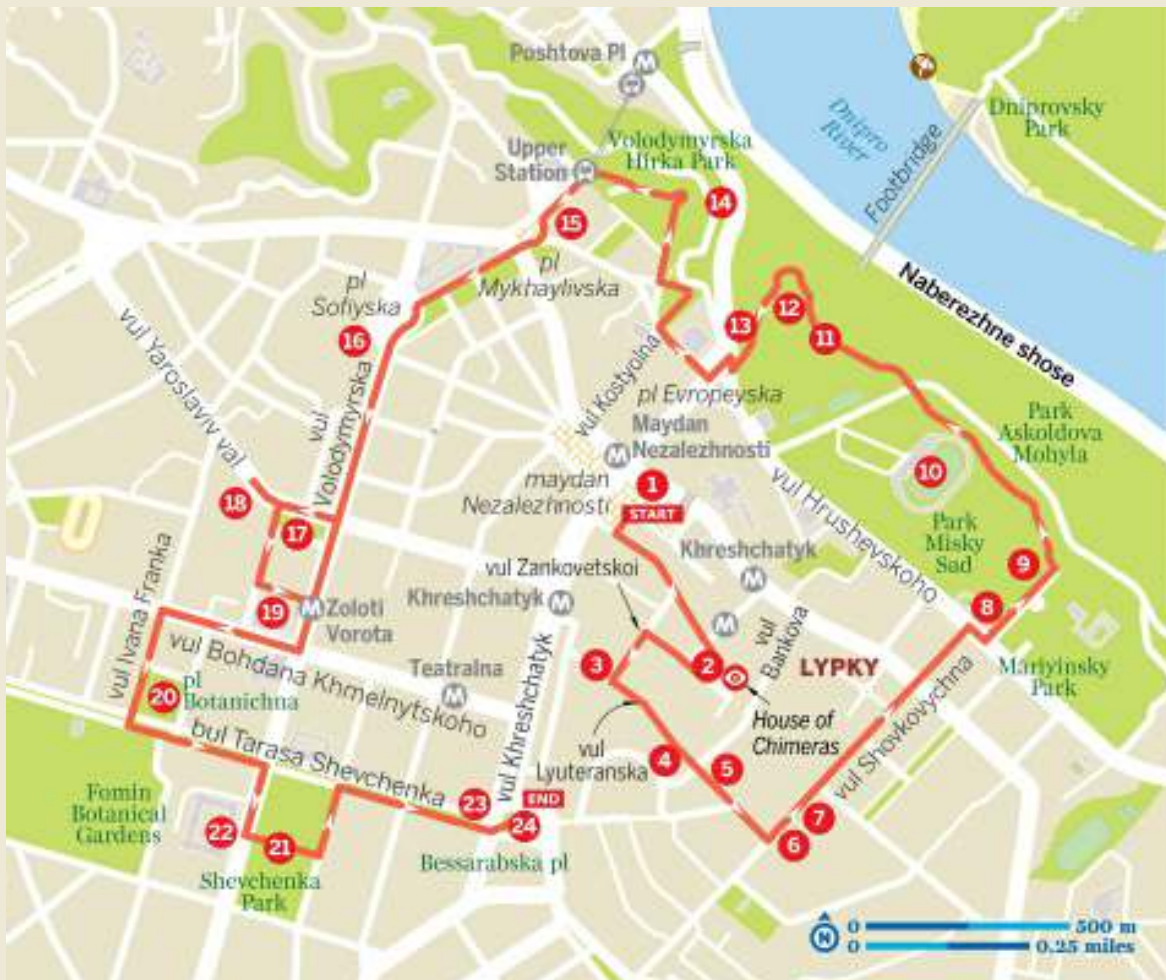 Poshtova Pl
M
Dniprovsky
Park
Dnipro
River
Footbridge
Volodymyrska
Hirka Park
Upper
Station
14
15
pl
Mykhaylivska
pl
Sofiyska
16
12
13
11
Naberezhne shose
vul Yaroslaviv val
vul
Volodymyrska
vul Kostyolna
pl Evropeyska
Maydan
Nezalezhnosti
M
maydan
Nezalezhnosti
1
START
Park
Askoldova
Mohyla
10
Park
Misky
Sad
vul Hrushevskoho
18
17
Khreshchatyk
M
vul Zankovetskoi
Khreshchatyk
M
9
8
19
M
Zoloti
Vorota
vul Ivana Franka
vul Bohdana Khmelnytskoho
M
vul
Bankova
3
2
LYPKY
Mariyinsky
Park
Teatralna
M
20
pl
Botanichna
vul Khreshchatyk
House of
Chimeras
vul Shovkovychna
bul Tarasa Shevchenka
vul
Lyuteranska
4
5
Fomin
Botanical
Gardens
23
END
24
7
6
22
21
Bessarabska pl
Shevchenka
Park
N
0 500 m
0 0.25 miles